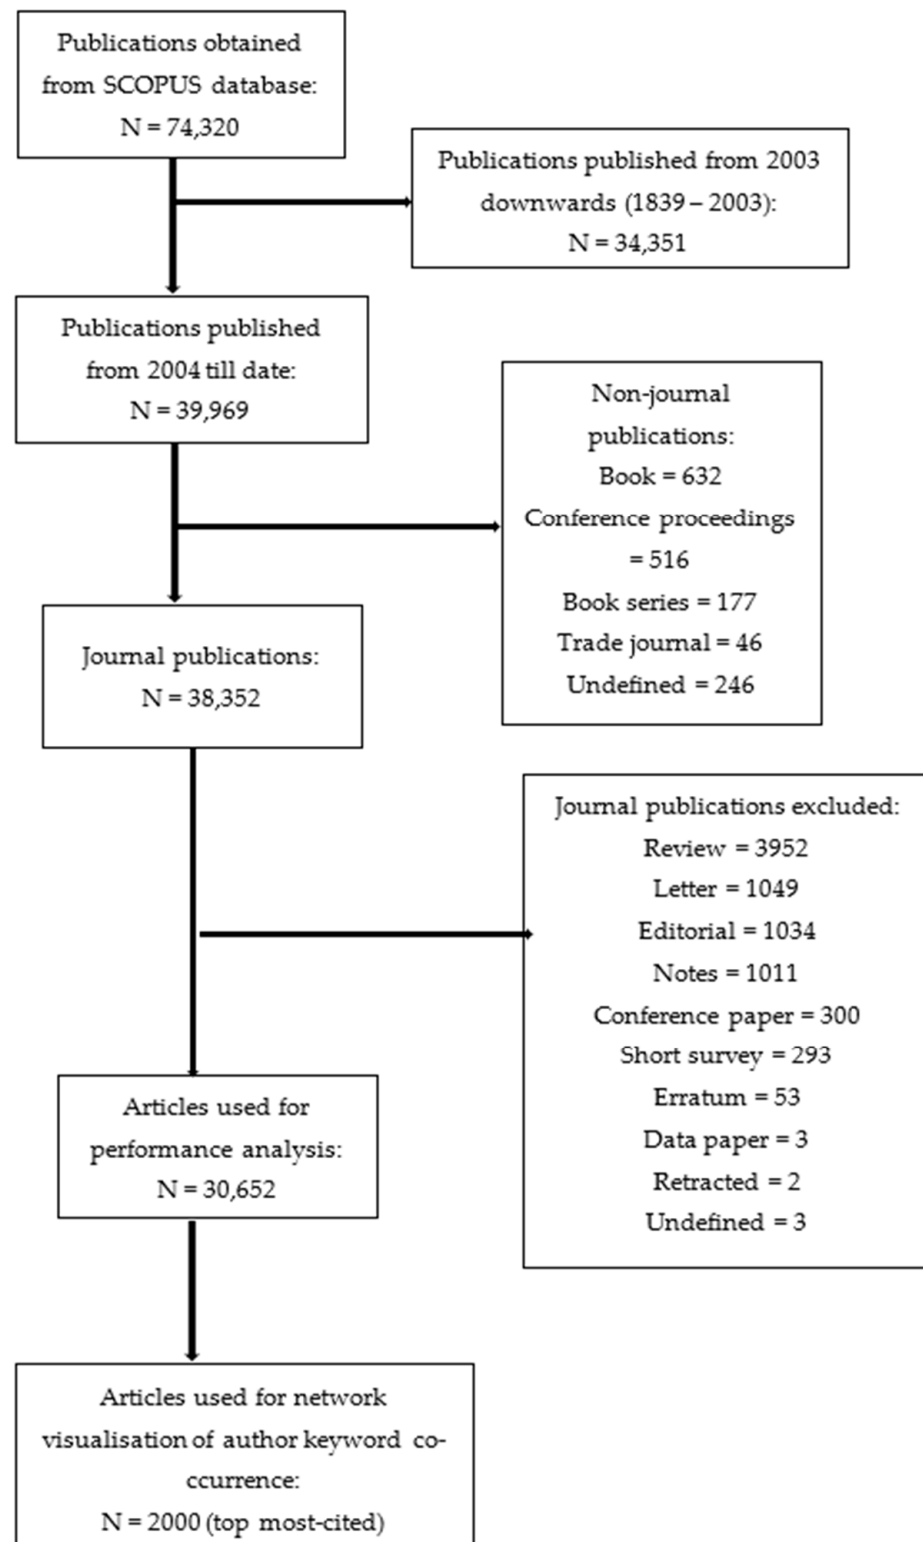 Publications obtained
from SCOPUS database:
N = 74,320
Publications published from 2003
downwards (1839 – 2003):
N = 34,351
Publications published
from 2004 till date:
N = 39,969
Non-journal
publications:
Book = 632
Conference proceedings
= 516
Book series = 177
Trade journal = 46
Undefined = 246
Journal publications:
N = 38,352
Journal publications excluded:
Review = 3952
Letter = 1049
Editorial = 1034
Notes = 1011
Conference paper = 300
Short survey = 293
Erratum = 53
Data paper = 3
Retracted = 2
Undefined = 3
Articles used for
performance analysis:
N = 30,652
Articles used for network
visualisation of author keyword co-
ccurrence:
N = 2000 (top most-cited)